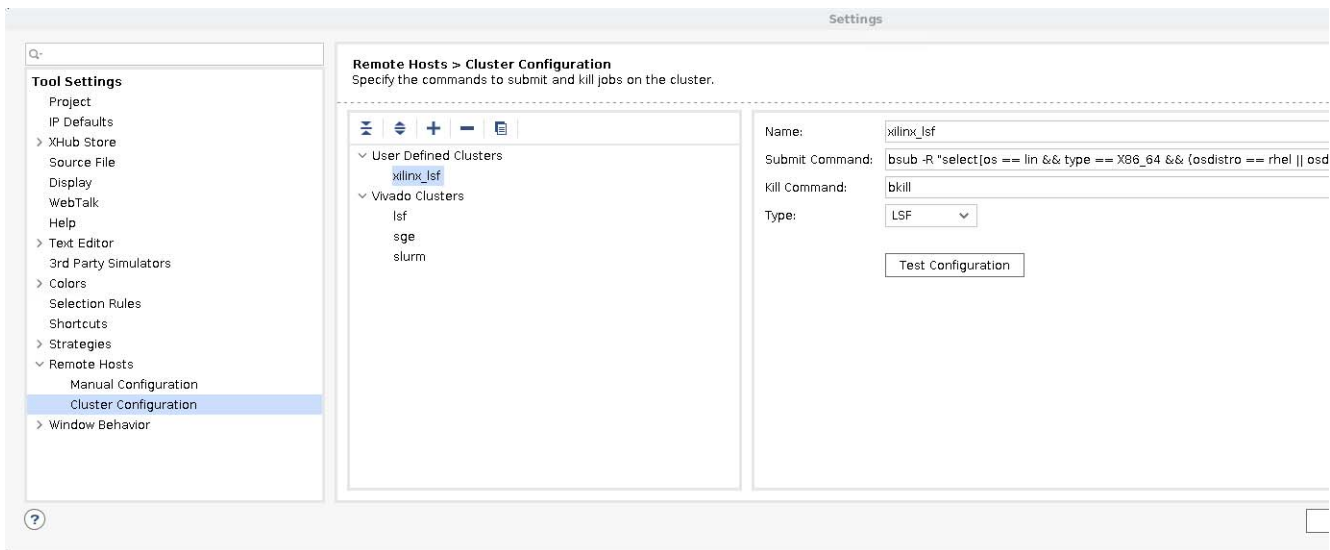 Settings
Tool Settings
Project
IP Defaults
XHub Store
Source File
Display
WebTalk
Help
Text Editor
3rd Party Simulators
Colors
Selection Rules
Shortcuts
Strategies
Remote Hosts
Manual Configuration
Cluster Configuration
Window Behavior
Remote Hosts > Cluster Configuration
Specify the commands to submit and kill jobs on the cluster.
User Defined Clusters
xilinx_lsf
Vivado Clusters
lsf
sge
slurm
Name: xilinx_lsf
Submit Command: bsub -R "select[os == lin && type == X86_64 && (osdistro == rhel || osd
Kill Command: bkill
Type: LSF
Test Configuration
?